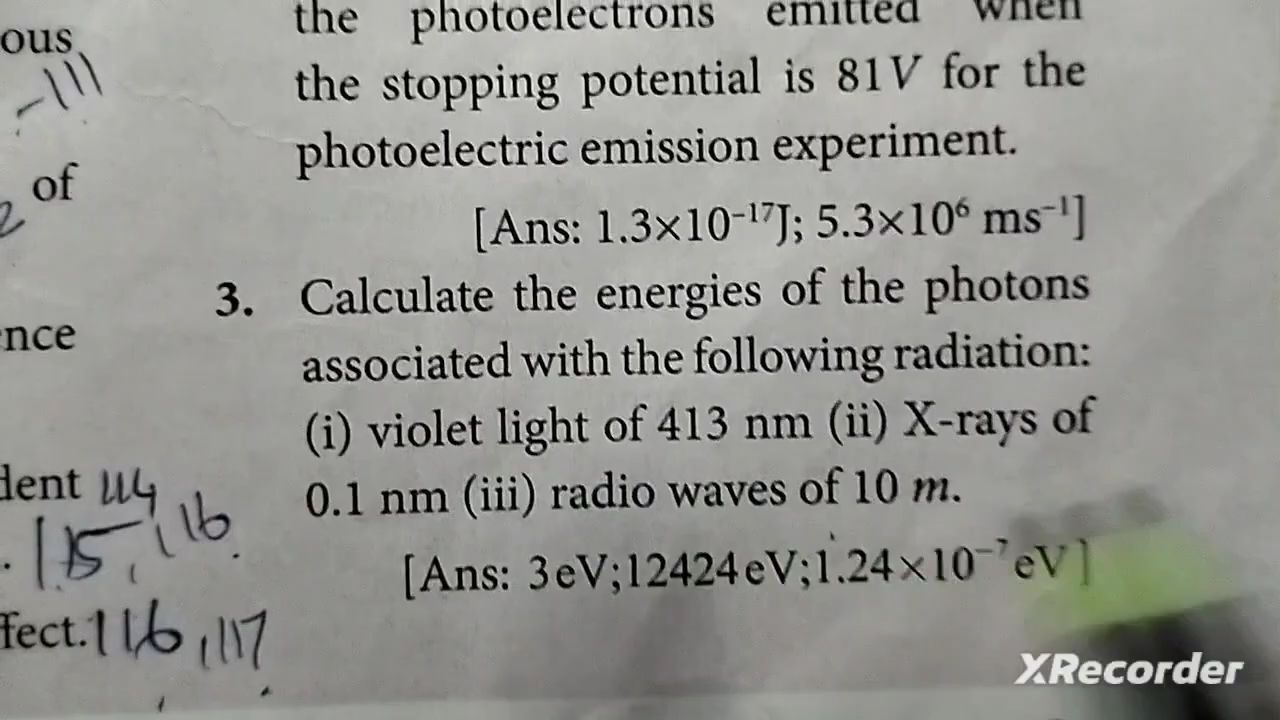 ous
-111
of
2
nce
dent 114
. 115, 116.
ffect. 116, 117
the photoelectrons emitted when
the stopping potential is 81V for the
photoelectric emission experiment.
[Ans: 1.3×10⁻¹⁷J; 5.3×10⁶ ms⁻¹]
3. Calculate the energies of the photons
associated with the following radiation:
(i) violet light of 413 nm (ii) X-rays of
0.1 nm (iii) radio waves of 10 m.
[Ans: 3eV;12424eV;1.24×10⁻⁷eV]
XRecorder